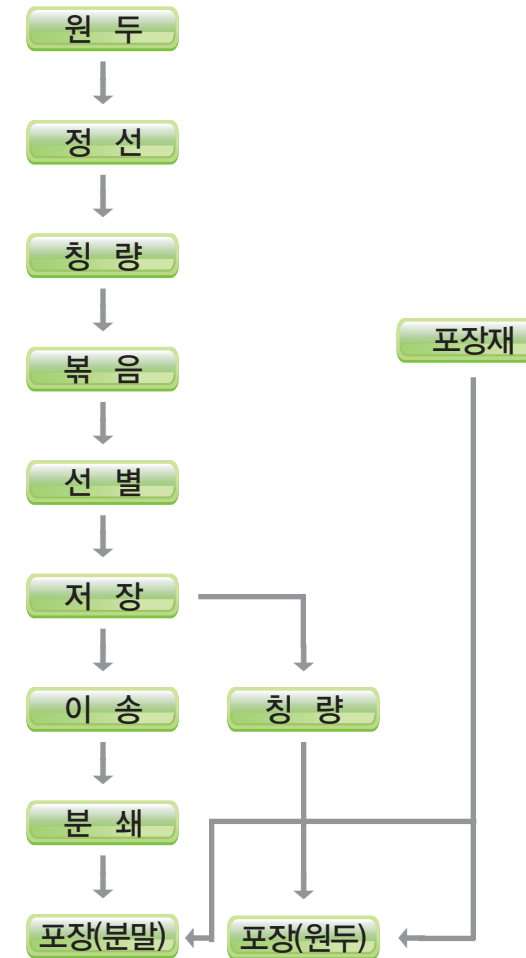 원 두
정 선
칭 량
볶 음
포장재
선 별
저 장
이 송
칭 량
분 쇄
포장(분말)
포장(원두)